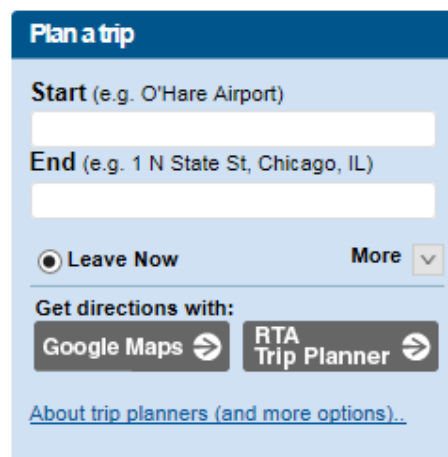 Plan a trip
Start (e.g. O'Hare Airport)
End (e.g. 1 N State St, Chicago, IL)
Leave Now More
Get directions with:
Google Maps
RTA
Trip Planner
About trip planners (and more options)..